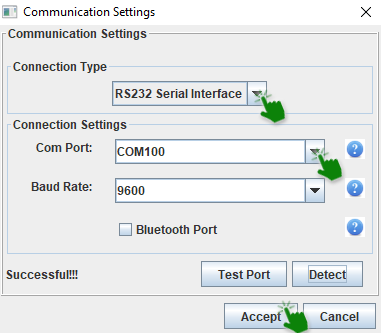 Communication Settings
Communication Settings
Connection Type
RS232 Serial Interface
Connection Settings
Com Port: COM100 ?
Baud Rate: 9600 ?
Bluetooth Port ?
Successful!!! Test Port Detect
Accept Cancel